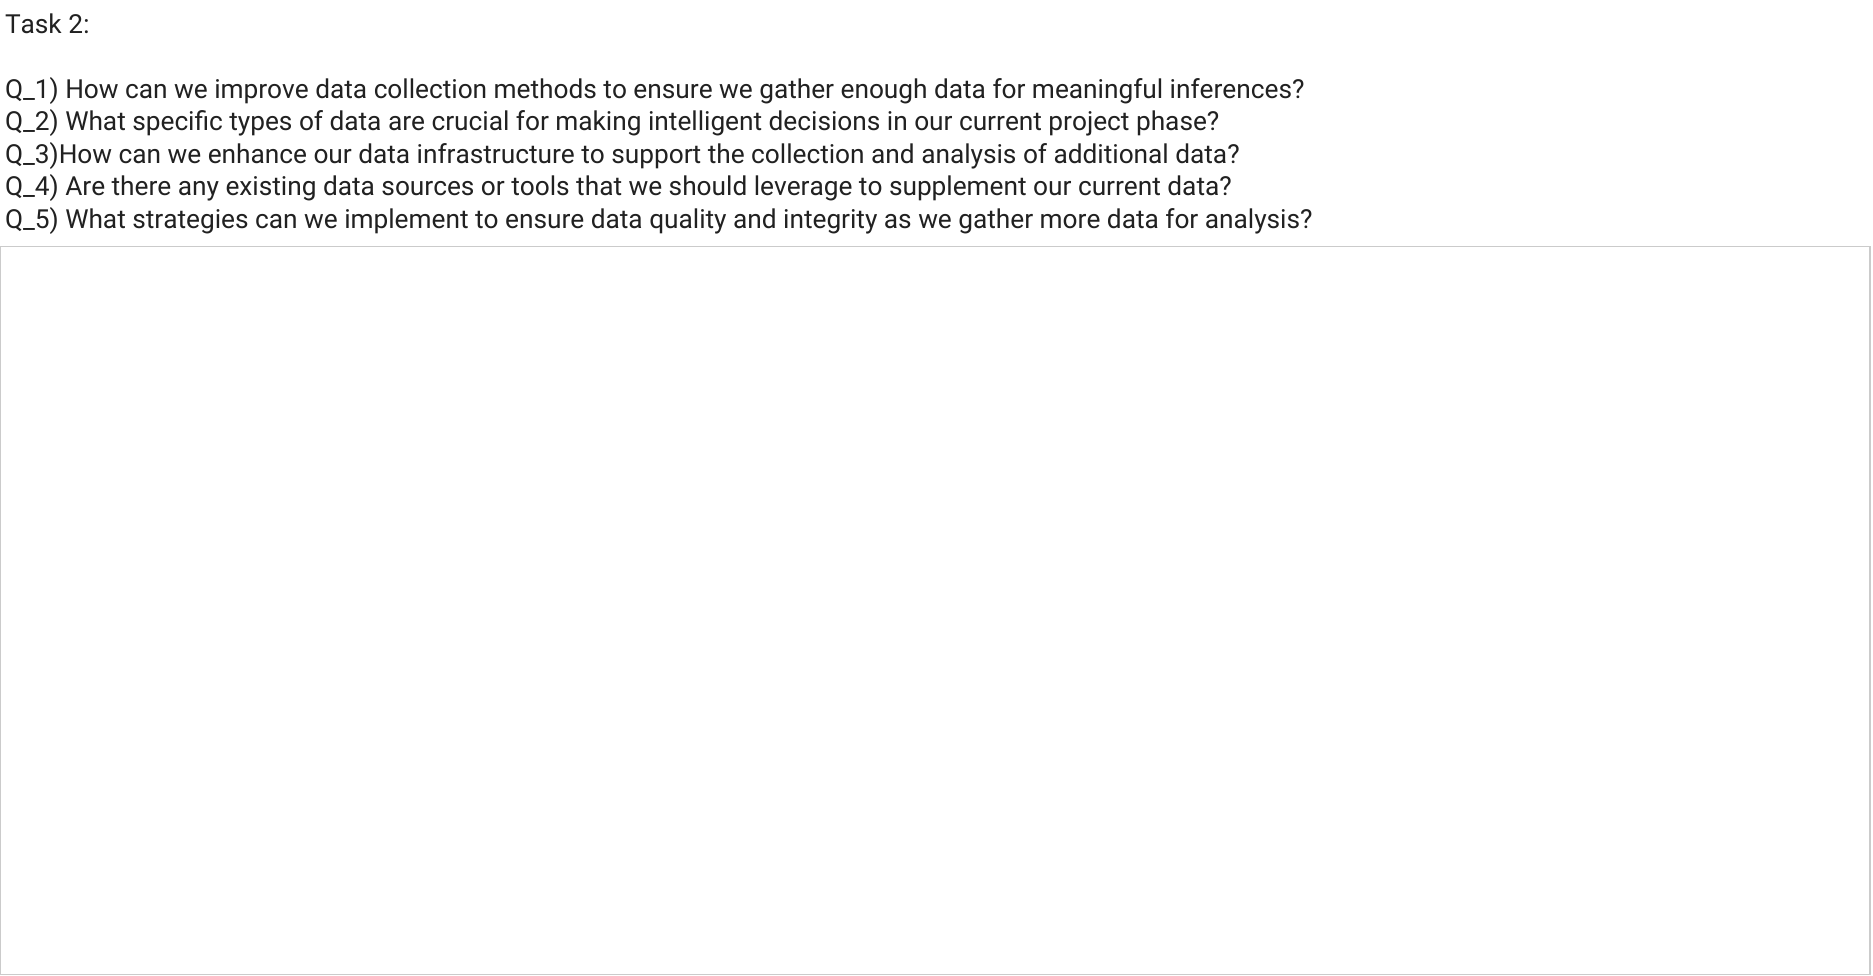 Task 2:
Q_1) How can we improve data collection methods to ensure we gather enough data for meaningful inferences?
Q_2) What specific types of data are crucial for making intelligent decisions in our current project phase?
Q_3)How can we enhance our data infrastructure to support the collection and analysis of additional data?
Q_4) Are there any existing data sources or tools that we should leverage to supplement our current data?
Q_5) What strategies can we implement to ensure data quality and integrity as we gather more data for analysis?